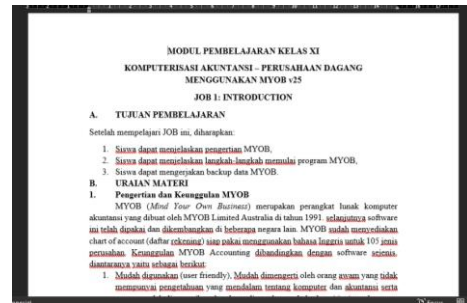 MODUL PEMBELAJARAN KELAS XI
KOMPUTERISASI AKUNTANSI – PERUSAHAAN DAGANG
MENGGUNAKAN MYOB v25
JOB 1: INTRODUCTION
A. TUJUAN PEMBELAJARAN
Setelah mempelajari JOB ini, diharapkan:
1. Siswa dapat menjelaskan pengertian MYOB,
2. Siswa dapat menjelaskan langkah-langkah memulai program MYOB,
3. Siswa dapat mengerjakan backup data MYOB.
B. URAIAN MATERI
1. Pengertian dan Keunggulan MYOB
MYOB (Mind Your Own Business) merupakan perangkat lunak komputer
akuntansi yang dibuat oleh MYOB Limited Australia di tahun 1991. selanjutnya software
ini telah dipakai dan dikembangkan di beberapa negara lain. MYOB sudah menyediakan
chart of account (daftar rekening) siap pakai menggunakan bahasa Inggris untuk 105 jenis
perusahan. Keunggulan MYOB Accounting dibandingkan dengan software sejenis,
diantaranya yaitu sebagai berikut:
1. Mudah digunakan (user friendly), Mudah dimengerti oleh orang awam yang tidak
mempunyai pengetahuan yang mendalam tentang komputer dan akuntansi serta